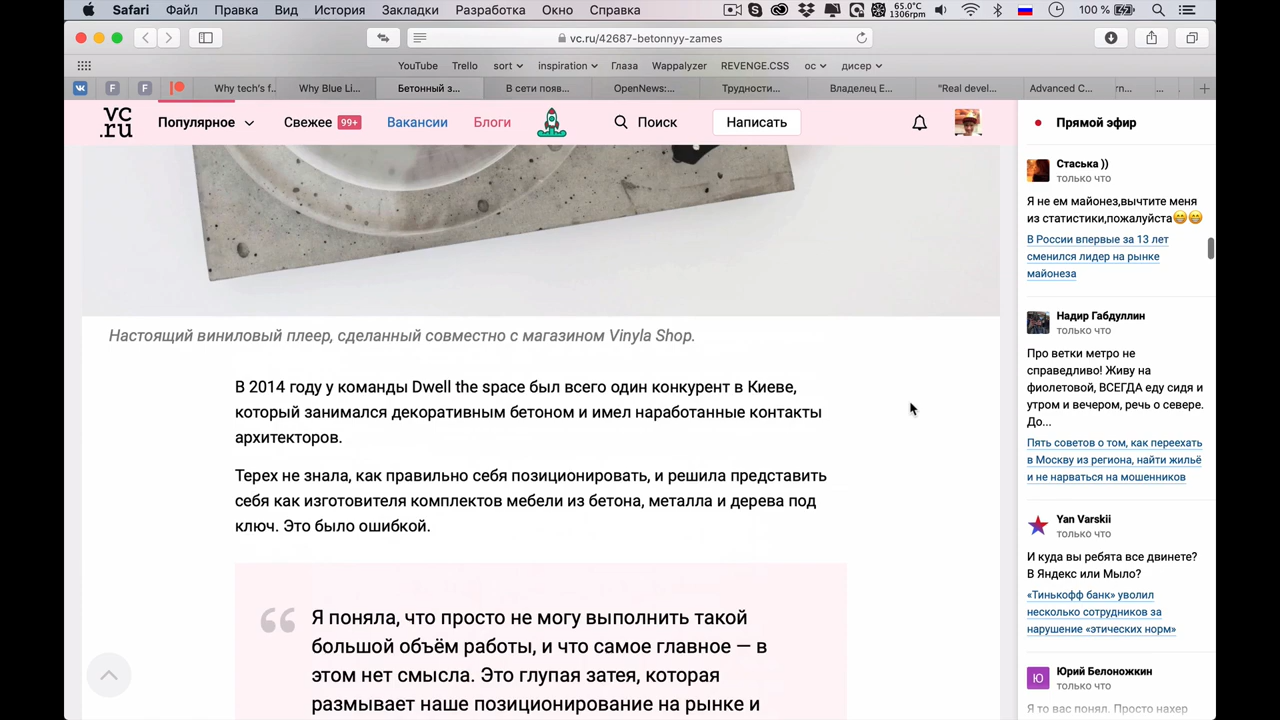 Safari Файл Правка Вид История Закладки Разработка Окно Справка 65.0°C 1306rpm 100 %
vc.ru/42687-betonnyy-zames
YouTube Trello sort inspiration Глаза Wappalyzer REVENGE.CSS ос дисер
Why tech's f... Why Blue Li... Бетонный з... В сети появ... OpenNews:... Трудности... Владелец Е... "Real devel... Advanced C... гп... ... ...
vc.ru Популярное Свежее 99+ Вакансии Блоги Поиск Написать
Настоящий виниловый плеер, сделанный совместно с магазином Vinyla Shop.
В 2014 году у команды Dwell the space был всего один конкурент в Киеве,
который занимался декоративным бетоном и имел наработанные контакты
архитекторов.
Терех не знала, как правильно себя позиционировать, и решила представить
себя как изготовителя комплектов мебели из бетона, металла и дерева под
ключ. Это было ошибкой.
Я поняла, что просто не могу выполнить такой
большой объём работы, и что самое главное — в
этом нет смысла. Это глупая затея, которая
размывает наше позиционирование на рынке и
Прямой эфир
Стаська ))
только что
Я не ем майонез,вычтите меня
из статистики,пожалуйста😁😁
В России впервые за 13 лет
сменился лидер на рынке
майонеза
Надир Габдуллин
только что
Про ветки метро не
справедливо! Живу на
фиолетовой, ВСЕГДА еду сидя и
утром и вечером, речь о севере.
До...
Пять советов о том, как переехать
в Москву из региона, найти жильё
и не нарваться на мошенников
Yan Varskii
только что
И куда вы ребята все двинете?
В Яндекс или Мыло?
«Тинькофф банк» уволил
несколько сотрудников за
нарушение «этических норм»
Ю
Юрий Белоножкин
только что
Я то вас понял. Просто нахер